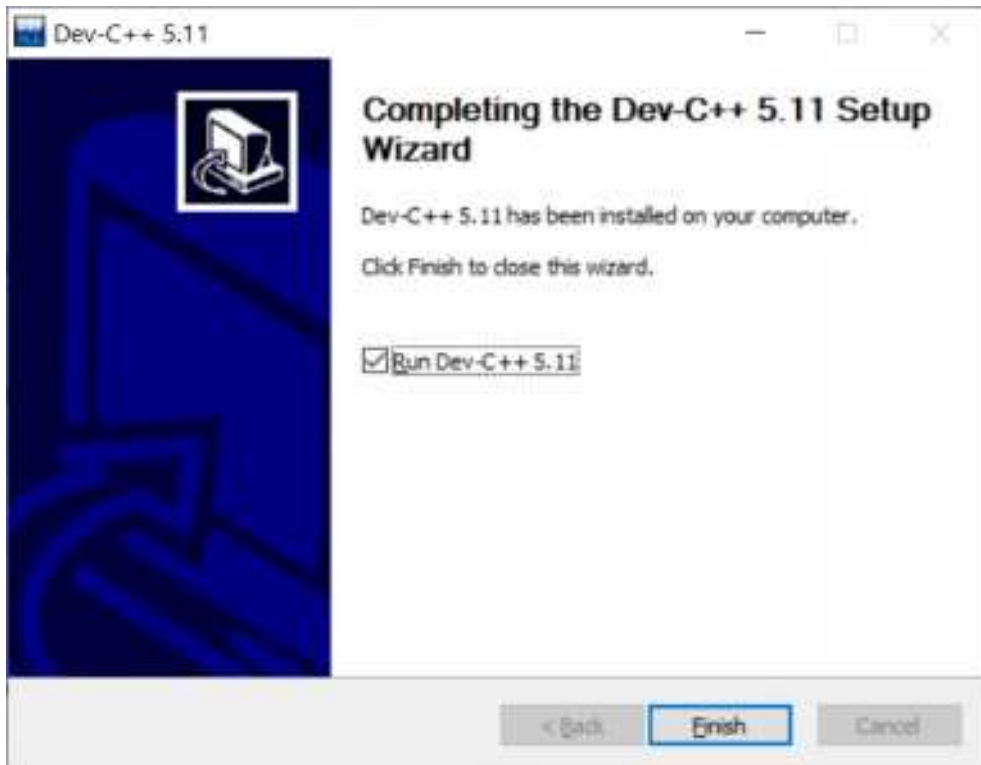 Dev-C++ 5.11
Completing the Dev-C++ 5.11 Setup
Wizard
Dev-C++ 5.11 has been installed on your computer.
Click Finish to close this wizard.
Run Dev-C++ 5.11
< Back
Finish
Cancel